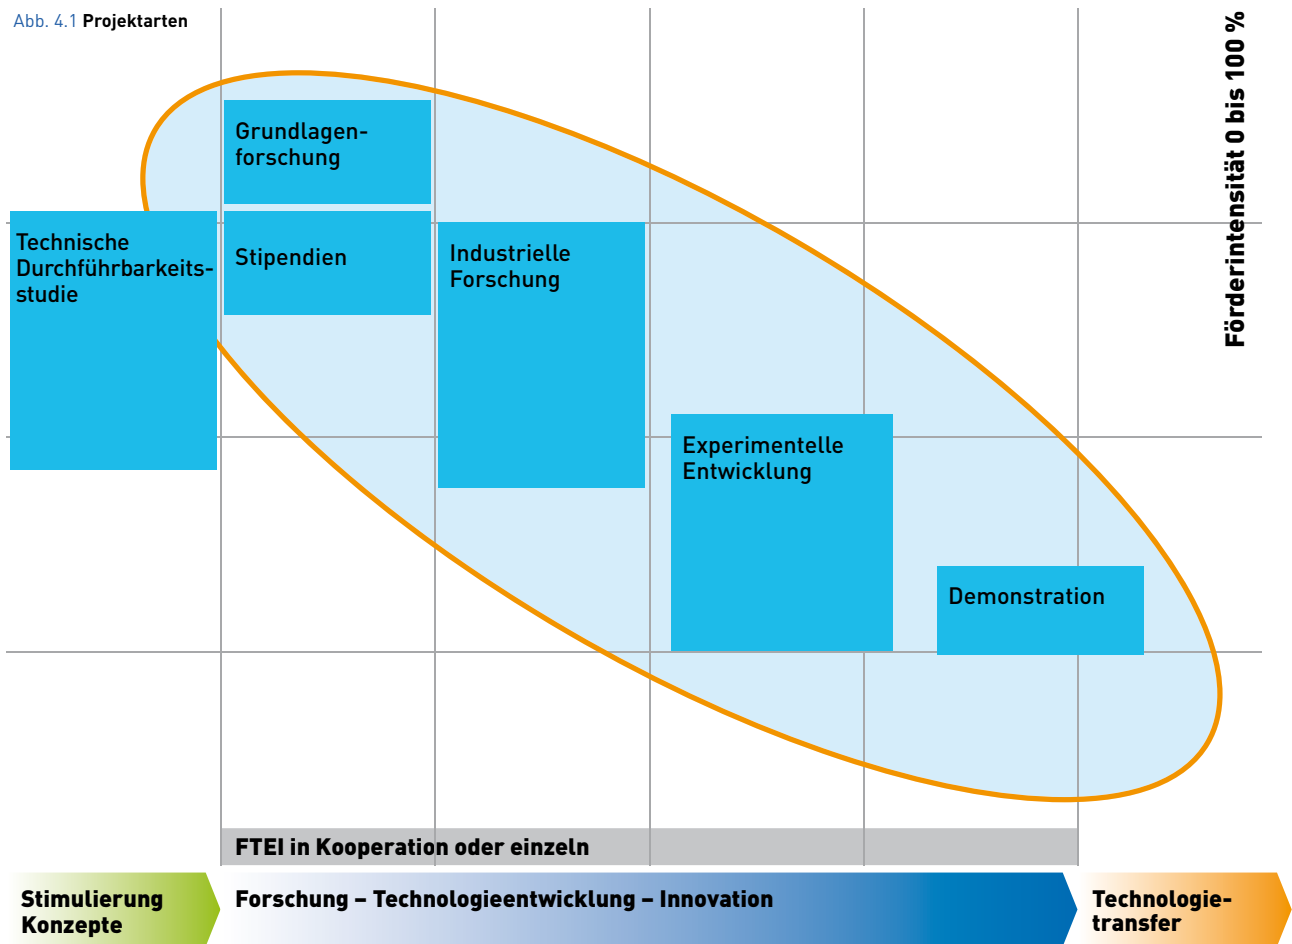 Abb. 4.1 Projektarten
Förderintensität 0 bis 100 %
Grundlagen-
forschung
Technische
Durchführbarkeits-
studie
Stipendien
Industrielle
Forschung
Experimentelle
Entwicklung
Demonstration
FTEI in Kooperation oder einzeln
Stimulierung
Konzepte
Forschung – Technologieentwicklung – Innovation
Technologie-
transfer